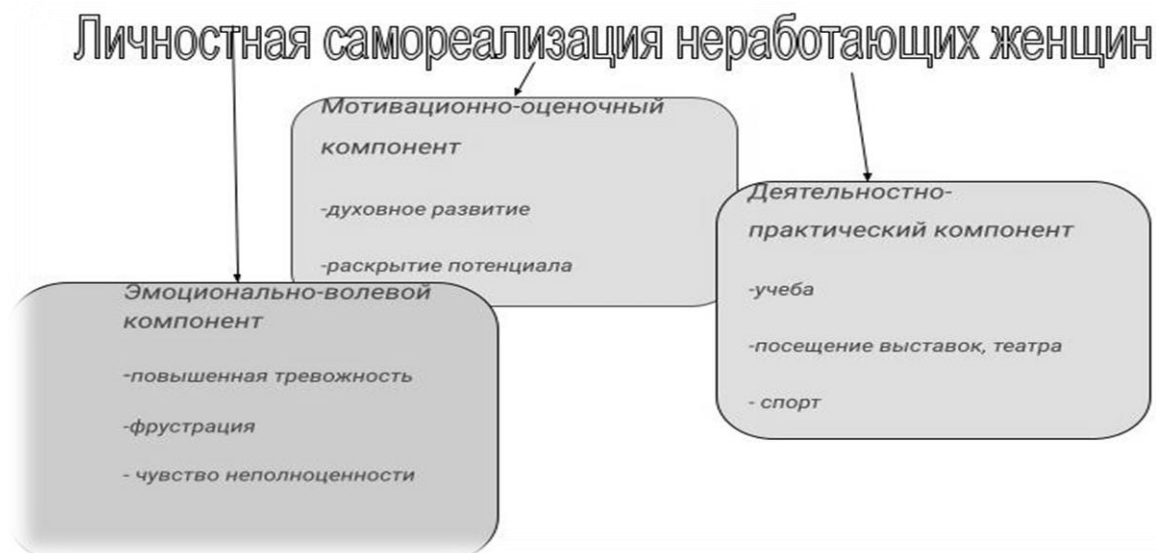 Личностная самореализация неработающих женщин
Мотивационно-оценочный
компонент
-духовное развитие
-раскрытие потенциала
Деятельностно-
практический компонент
-учеба
-посещение выставок, театра
- спорт
Эмоционально-волевой
компонент
-повышенная тревожность
-фрустрация
- чувство неполноценности